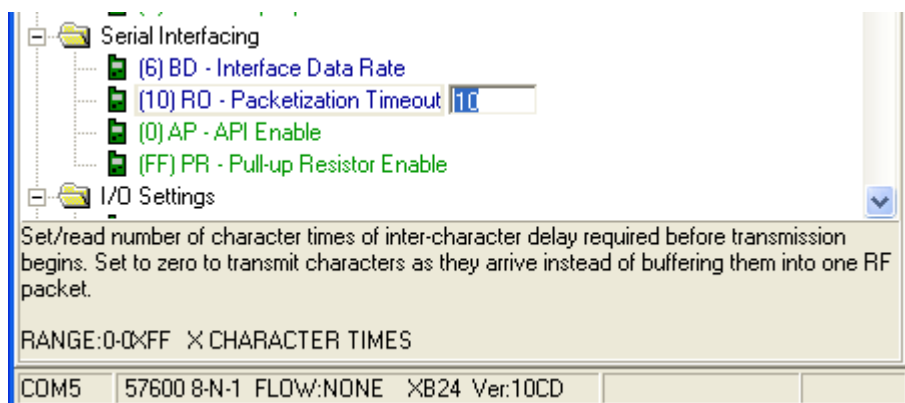 Serial Interfacing
(6) BD - Interface Data Rate
(10) RO - Packetization Timeout 10
(0) AP - API Enable
(FF) PR - Pull-up Resistor Enable
I/O Settings
Set/read number of character times of inter-character delay required before transmission
begins. Set to zero to transmit characters as they arrive instead of buffering them into one RF
packet.
RANGE:0-0XFF X CHARACTER TIMES
COM5 57600 8-N-1 FLOW:NONE XB24 Ver:10CD